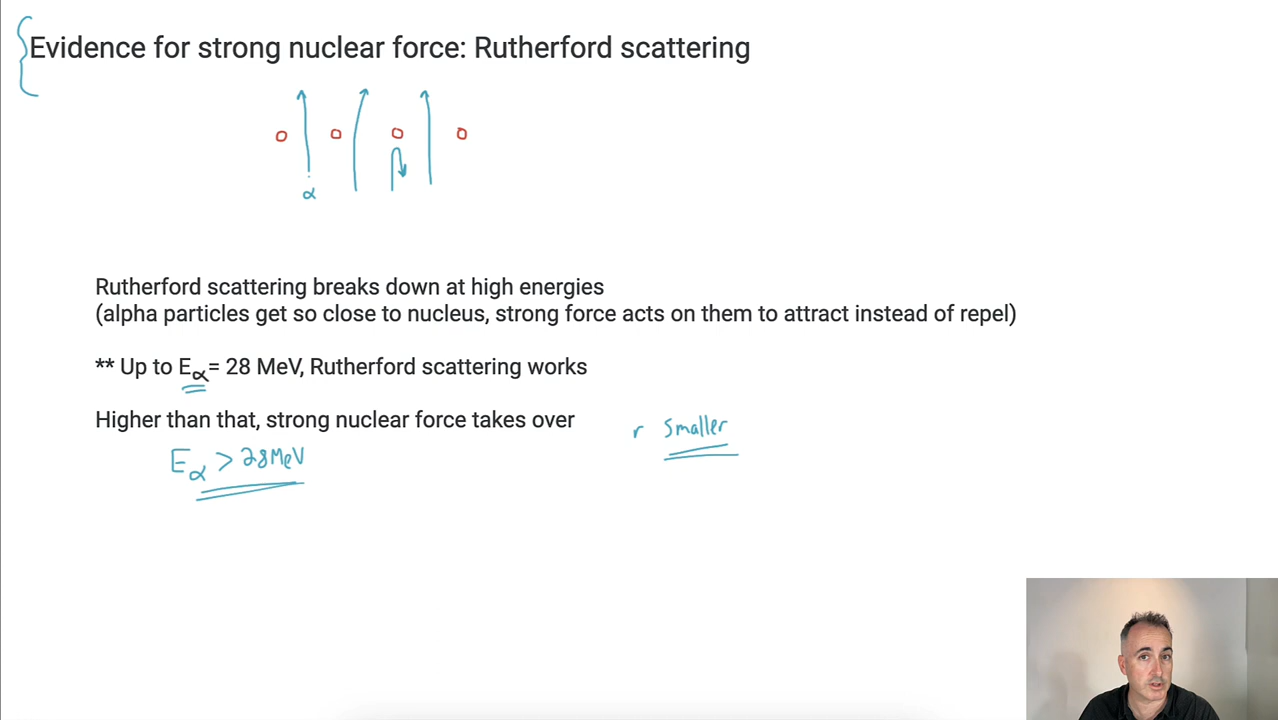 Evidence for strong nuclear force: Rutherford scattering
α
Rutherford scattering breaks down at high energies
(alpha particles get so close to nucleus, strong force acts on them to attract instead of repel)
** Up to Eα= 28 MeV, Rutherford scattering works
Higher than that, strong nuclear force takes over
r smaller
Eα > 28 MeV